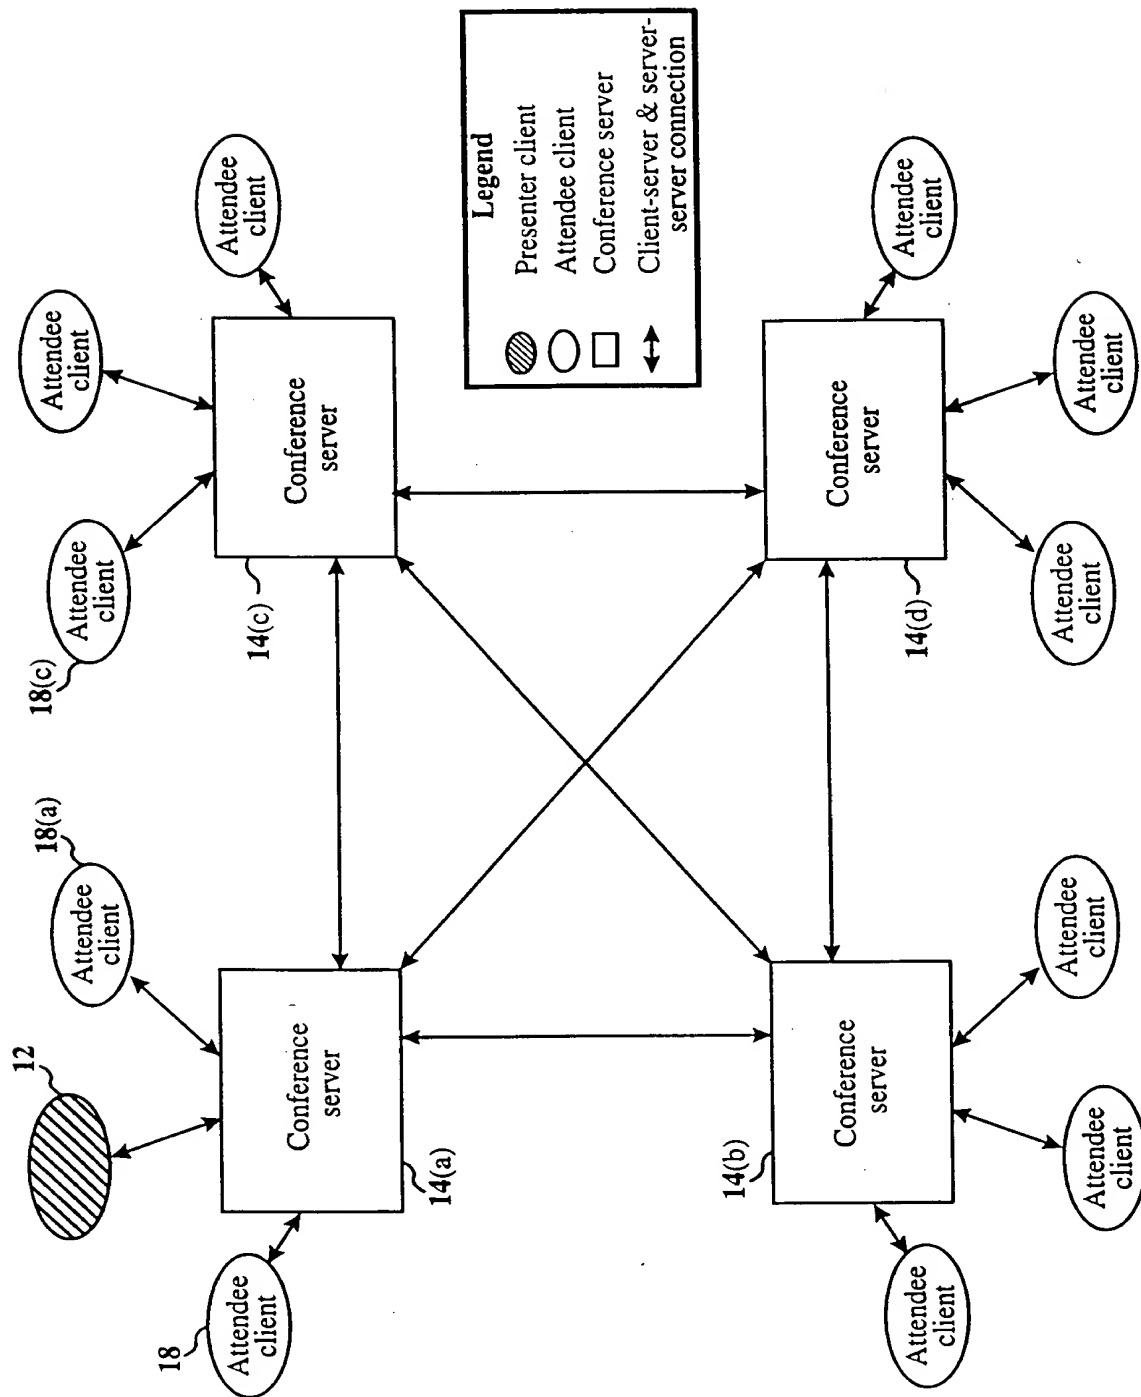 12
18(a)
18(c)
Attendee
client
Attendee
client
Attendee
client
18
Attendee
client
Attendee
client
14(c)
Conference
server
Conference
server
14(a)
Legend
Presenter client
Attendee client
Conference server
Client-server & server-
server connection
14(b)
Conference
server
Conference
server
14(d)
Attendee
client
Attendee
client
Attendee
client
Attendee
client
Attendee
client
Attendee
client